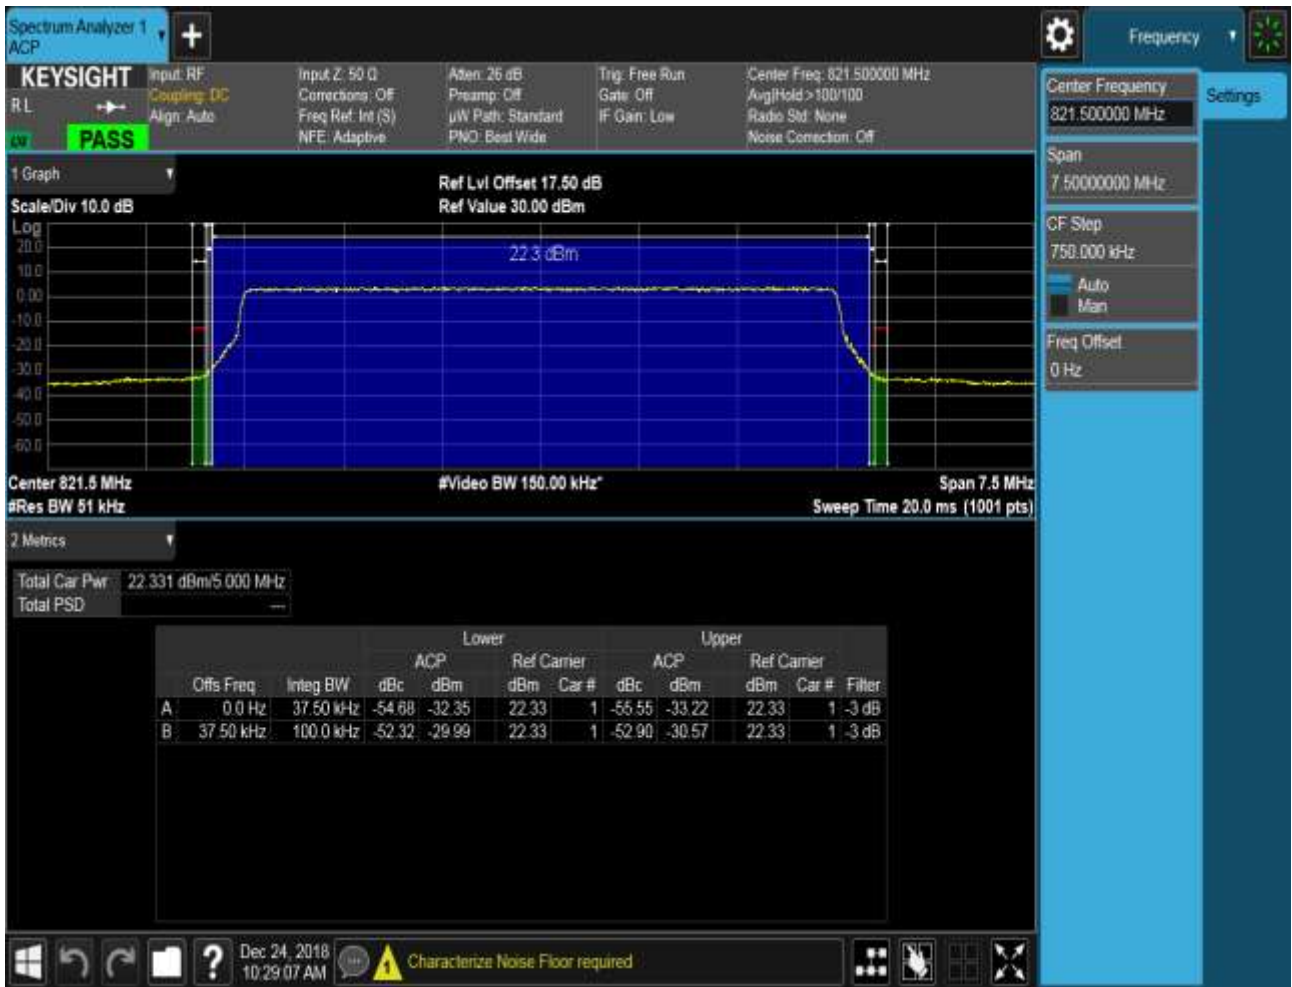 Spectrum Analyzer 1
ACP
Frequency
KEYSIGHT Input: RF Input Z: 50 Ω Atten: 26 dB Trig: Free Run Center Freq: 821.500000 MHz
Coupling: DC Corrections: Off Preamp: Off Gate: Off Avg|Hold:>100/100
R L Align: Auto Freq Ref: Int (S) µW Path: Standard IF Gain: Low Radio Std: None
PASS NFE: Adaptive PNO: Best Wide Noise Correction: Off
Center Frequency
821.500000 MHz
Settings
Span
7.50000000 MHz
CF Step
750.000 kHz
Auto
Man
Freq Offset
0 Hz
1 Graph
Ref Lvl Offset 17.50 dB
Scale/Div 10.0 dB Ref Value 30.00 dBm
Log
20.0
22.3 dBm
10.0
0.00
-10.0
-20.0
-30.0
-40.0
-50.0
-60.0
Center 821.5 MHz #Video BW 150.00 kHz* Span 7.5 MHz
#Res BW 51 kHz Sweep Time 20.0 ms (1001 pts)
2 Metrics
Total Car Pwr 22.331 dBm/5.000 MHz
Total PSD ---
Lower Upper
ACP Ref Carrier ACP Ref Carrier
Offs Freq Integ BW dBc dBm dBm Car # dBc dBm dBm Car # Filter
A 0.0 Hz 37.50 kHz -54.68 -32.35 22.33 1 -55.55 -33.22 22.33 1 -3 dB
B 37.50 kHz 100.0 kHz -52.32 -29.99 22.33 1 -52.90 -30.57 22.33 1 -3 dB
?
Dec 24, 2018
10:29:07 AM
1
Characterize Noise Floor required